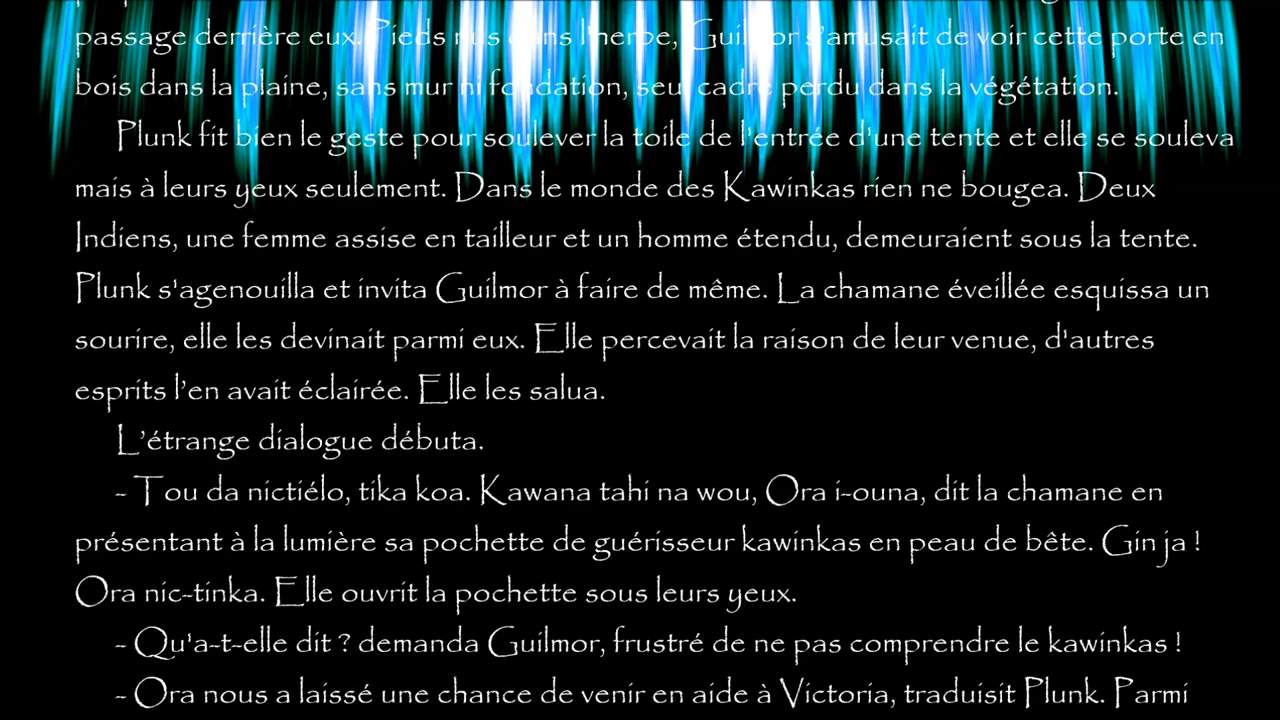 passage derrière eux. Pieds nus dans l'herbe, Guilmor s'amusait de voir cette porte en
bois dans la plaine, sans mur ni fondation, seul cadre perdu dans la végétation.
Plunk fit bien le geste pour soulever la toile de l'entrée d'une tente et elle se souleva
mais à leurs yeux seulement. Dans le monde des Kawinkas rien ne bougea. Deux
Indiens, une femme assise en tailleur et un homme étendu, demeuraient sous la tente.
Plunk s'agenouilla et invita Guilmor à faire de même. La chamane éveillée esquissa un
sourire, elle les devinait parmi eux. Elle percevait la raison de leur venue, d'autres
esprits l’en avait éclairée. Elle les salua.
L’étrange dialogue débuta.
- Tou da nictiélo, tika koa. Kawana tahi na wou, Ora i-ouna, dit la chamane en
présentant à la lumière sa pochette de guérisseur kawinkas en peau de bête. Gin ja !
Ora nic-tinka. Elle ouvrit la pochette sous leurs yeux.
- Qu'a-t-elle dit ? demanda Guilmor, frustré de ne pas comprendre le kawinkas !
- Ora nous a laissé une chance de venir en aide à Victoria, traduisit Plunk. Parmi